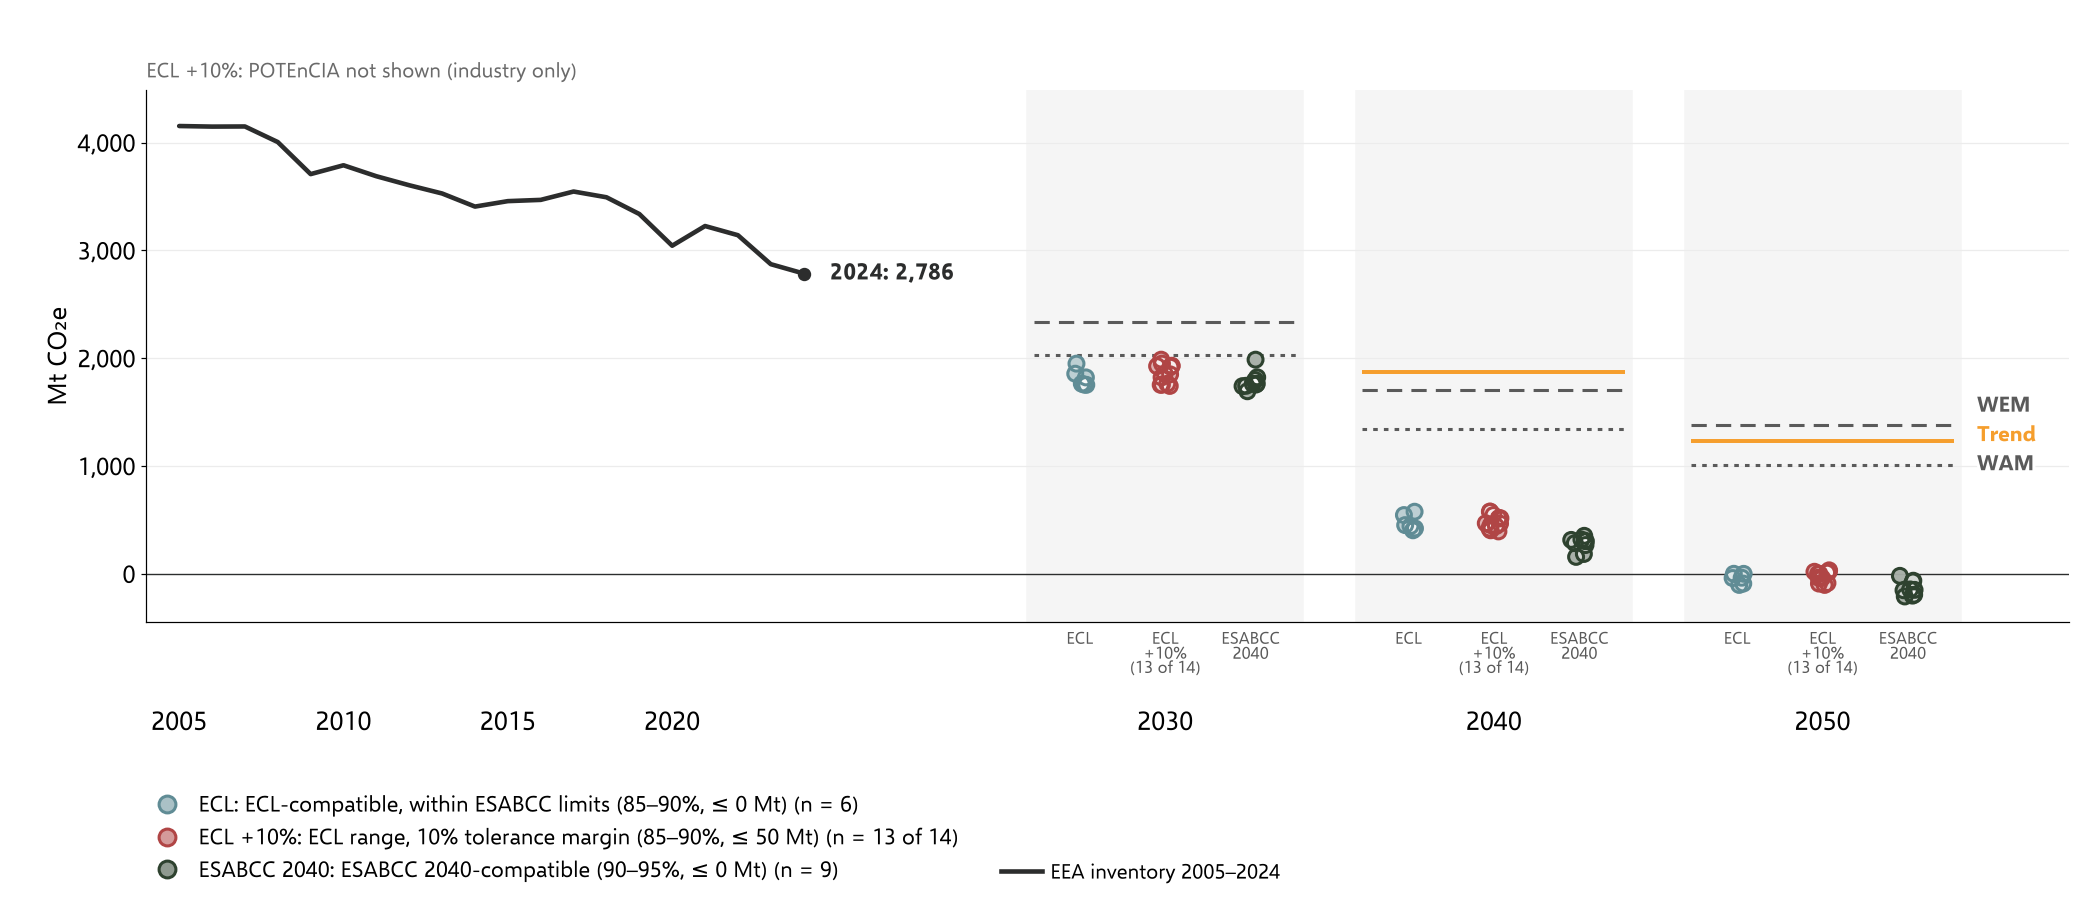 ECL +10%: POTEnCIA not shown (industry only)
4,000
3,000
2,000
1,000
0
Mt CO₂e
2024: 2,786
WEM
Trend
WAM
ECL
ECL
+10%
(13 of 14)
ESABCC
2040
ECL
ECL
+10%
(13 of 14)
ESABCC
2040
ECL
ECL
+10%
(13 of 14)
ESABCC
2040
2005 2010 2015 2020 2030 2040 2050
ECL: ECL-compatible, within ESABCC limits (85–90%, ≤ 0 Mt) (n = 6)
ECL +10%: ECL range, 10% tolerance margin (85–90%, ≤ 50 Mt) (n = 13 of 14)
ESABCC 2040: ESABCC 2040-compatible (90–95%, ≤ 0 Mt) (n = 9)
EEA inventory 2005–2024